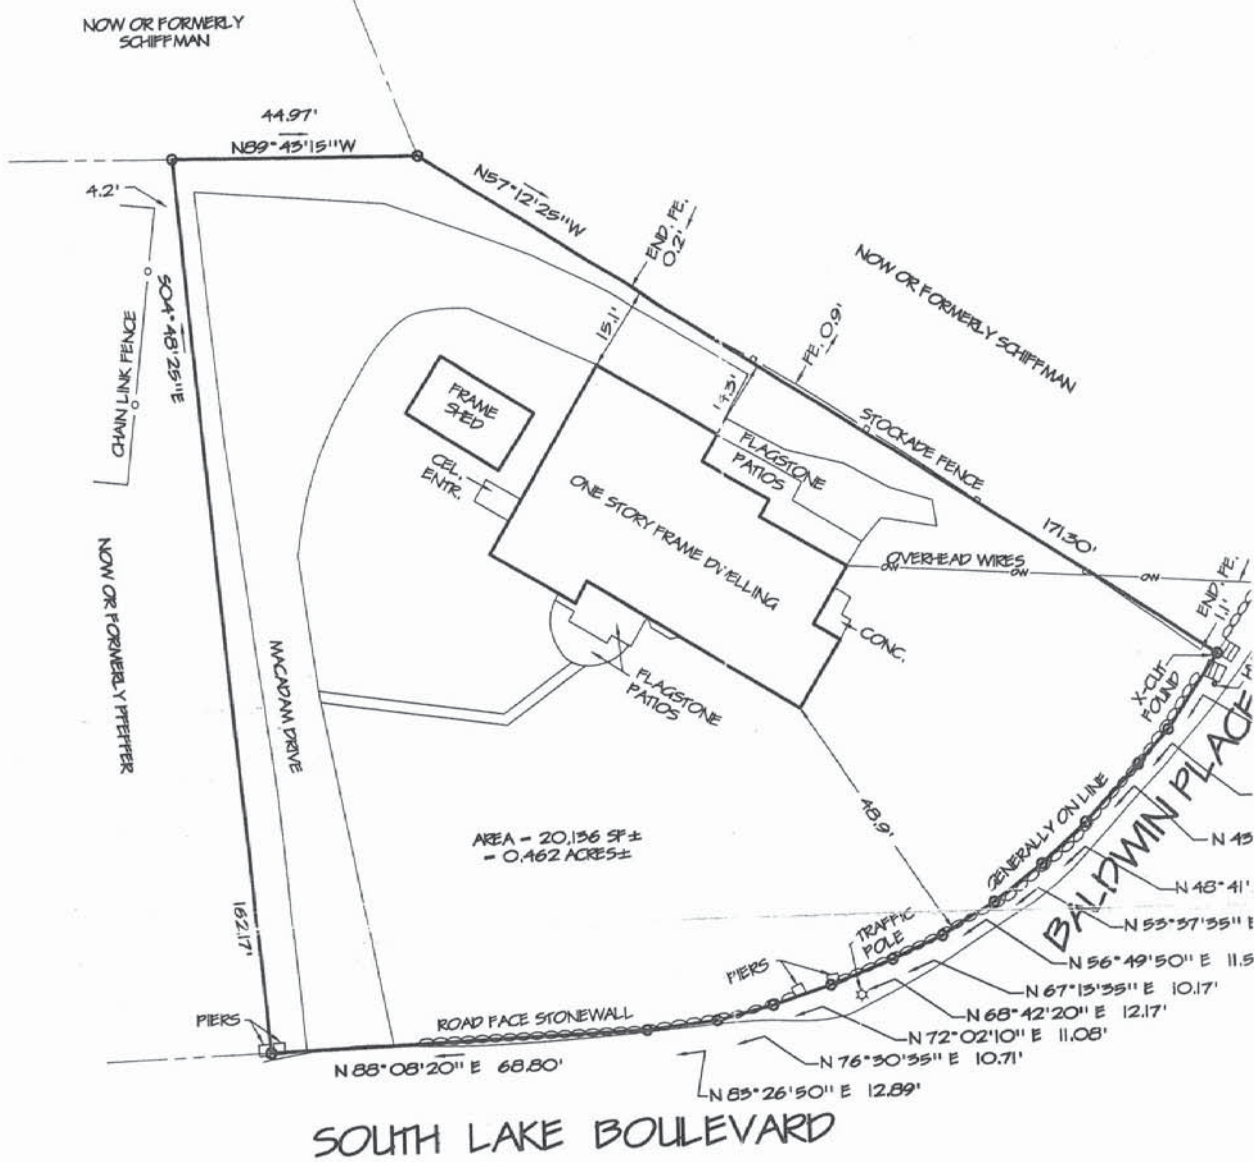 NOW OR FORMERLY
SCHIFFMAN
44.97'
N89°43'15"W
4.2'
N57°12'25"W
END. FE.
0.2'
NOW OR FORMERLY SCHIFFMAN
FE. 0.9'
15.1'
14.3'
S04°48'25"E
CHAIN LINK FENCE
FRAME
SHED
CEL.
ENTR.
FLAGSTONE
PATIOS
STOCKADE FENCE
171.30'
ONE STORY FRAME DWELLING
OVERHEAD WIRES
OW
OW
OW
END. FE.
1.1'
CONC.
NOW OR FORMERLY PFEFFER
MACADAM DRIVE
FLAGSTONE
PATIOS
X-CUT
FOUND
BALDWIN PLACE
48.9'
GENERALLY ON LINE
AREA = 20,136 SF±
= 0.462 ACRES±
N 43
N 48°41'
N 53°37'35" E
162.17'
TRAFFIC
POLE
N 56°49'50" E 11.5
PIERS
N 67°13'35" E 10.17'
N 68°42'20" E 12.17'
PIERS
ROAD FACE STONEWALL
N 72°02'10" E 11.08'
N 88°08'20" E 68.80'
N 76°30'35" E 10.71'
N 83°26'50" E 12.89'
SOUTH LAKE BOULEVARD